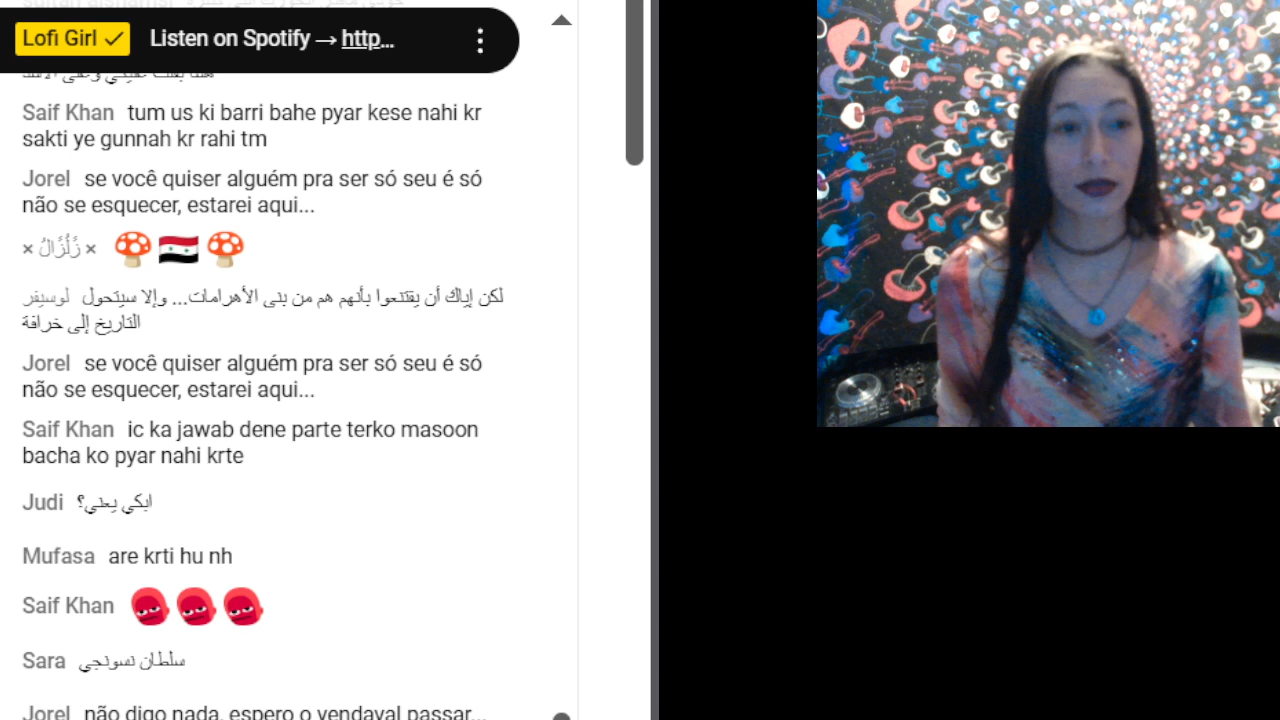 Lofi Girl Listen on Spotify → http...
Saif Khan tum us ki barri bahe pyar kese nahi kr
sakti ye gunnah kr rahi tm
Jorel se você quiser alguém pra ser só seu é só
não se esquecer, estarei aqui...
× زُلْزَالُ × 🍄🇸🇾🍄
لوسيفر لكن إياك أن يقتنعوا بأنهم هم من بنى الأهرامات... وإلا سيتحول
التاريخ إلى خرافة
Jorel se você quiser alguém pra ser só seu é só
não se esquecer, estarei aqui...
Saif Khan ic ka jawab dene parte terko masoon
bacha ko pyar nahi krte
Judi ابكي يعني؟
Mufasa are krti hu nh
Saif Khan
Sara سلطان نسونجي
Jorel não digo nada, espero o vendaval passar...